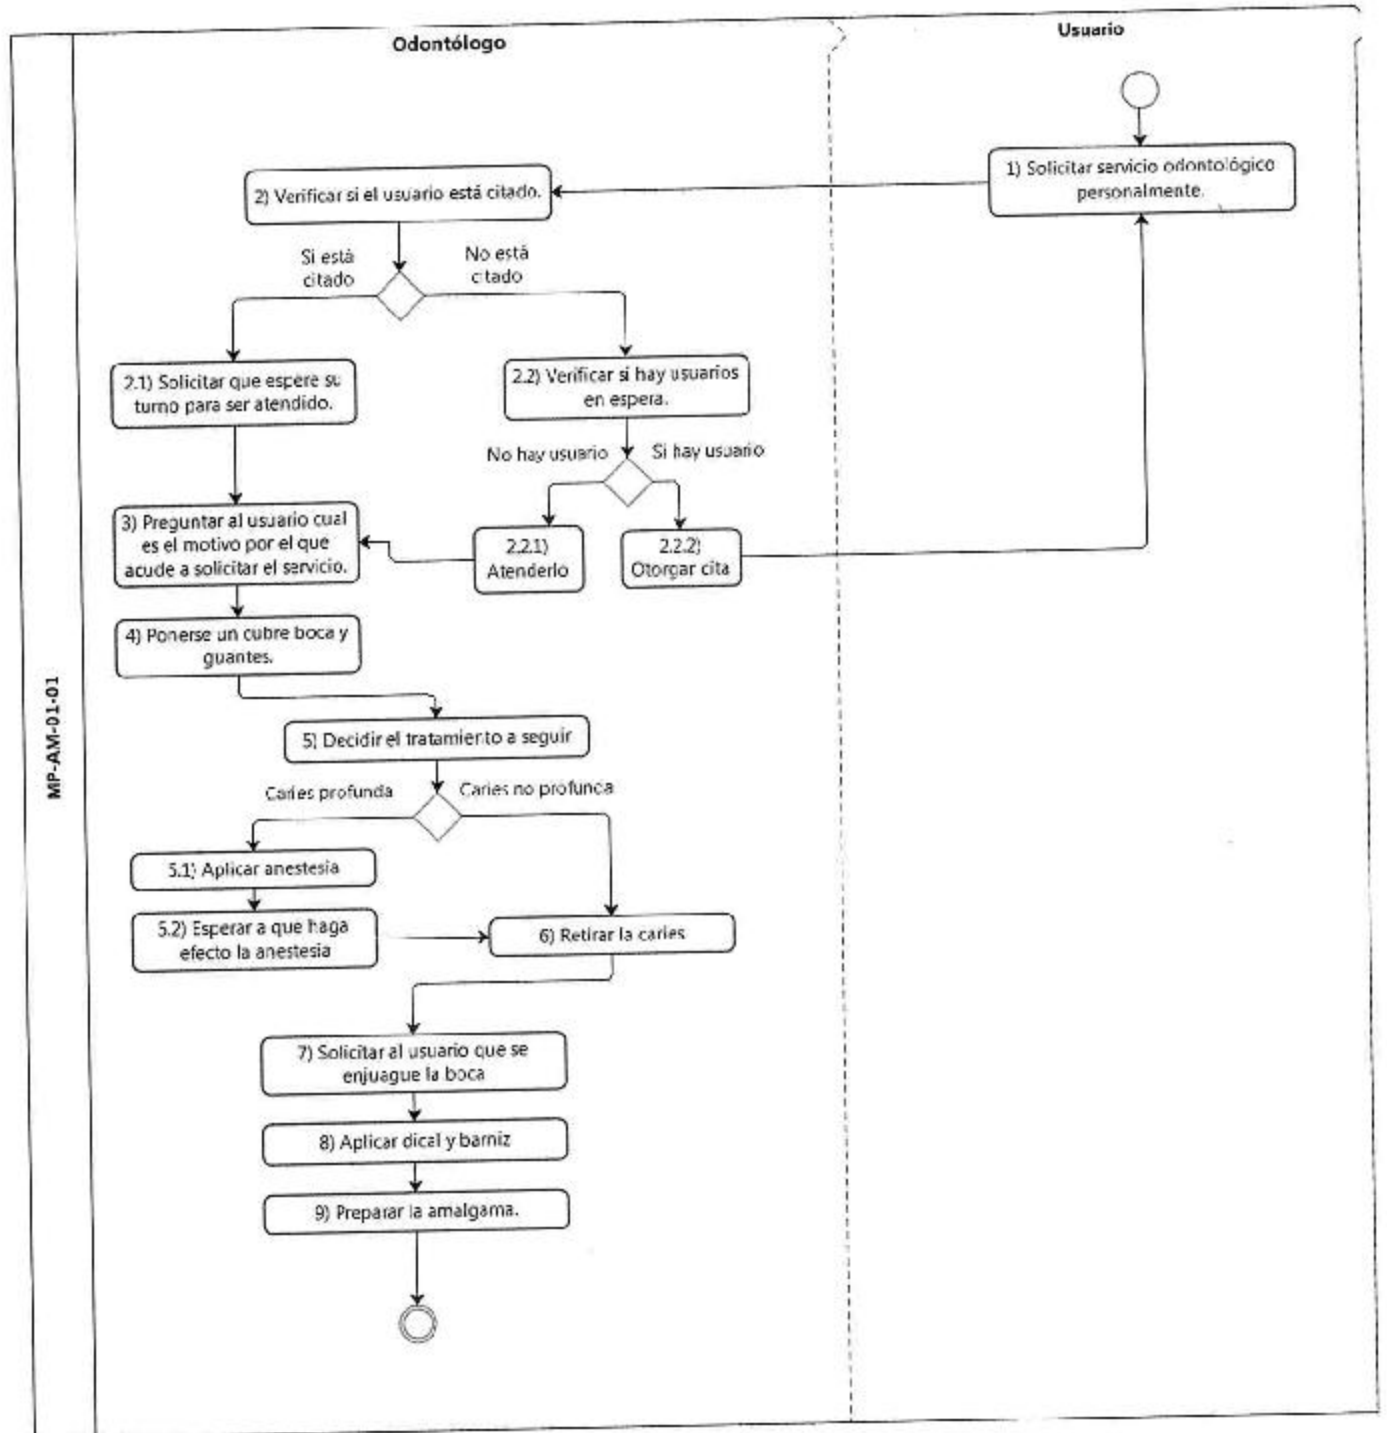 Odontólogo
Usuario
1) Solicitar servicio odontológico
personalmente.
2) Verificar si el usuario está citado.
Si está
citado
No está
citado
2.1) Solicitar que espere su
turno para ser atendido.
2.2) Verificar si hay usuarios
en espera.
No hay usuario
Si hay usuario
3) Preguntar al usuario cual
es el motivo por el que
acude a solicitar el servicio.
2.2.1)
Atenderlo
2.2.2)
Otorgar cita
4) Ponerse un cubre boca y
guantes.
MP-AM-01-01
5) Decidir el tratamiento a seguir
Caries profunda
Caries no profunda
5.1) Aplicar anestesia
5.2) Esperar a que haga
efecto la anestesia
6) Retirar la caries
7) Solicitar al usuario que se
enjuague la boca
8) Aplicar dical y barniz
9) Preparar la amalgama.